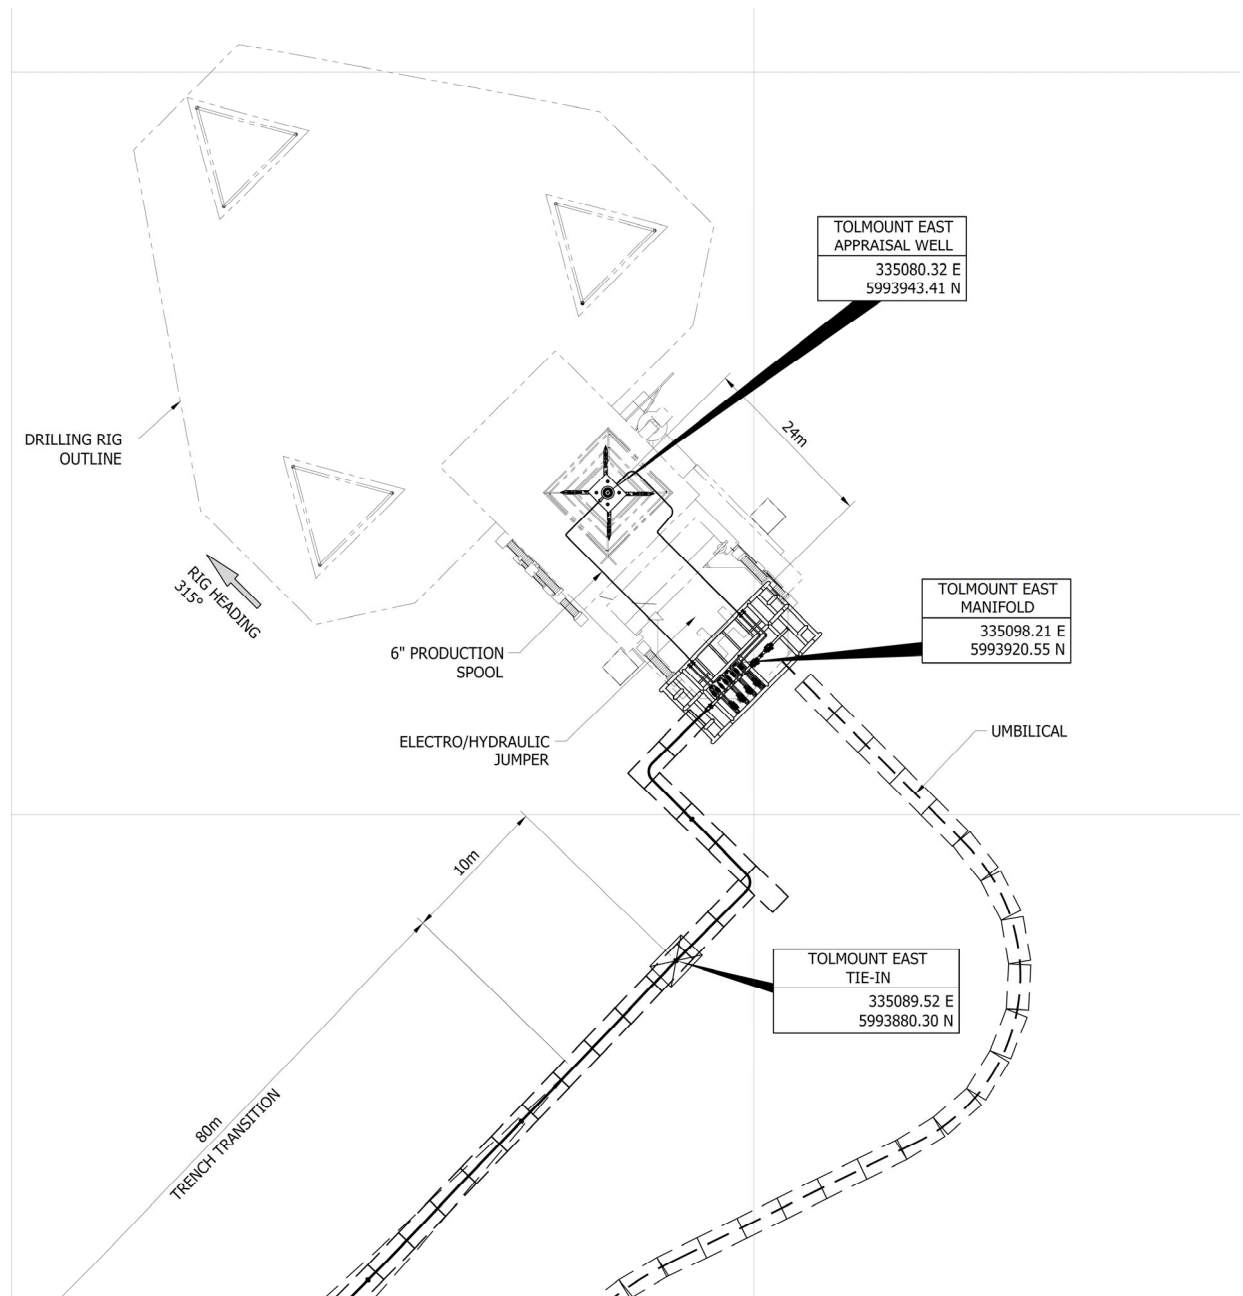 TOLMOUNT EAST
APPRAISAL WELL
335080.32 E
5993943.41 N
24m
DRILLING RIG
OUTLINE
RIG HEADING
315°
TOLMOUNT EAST
MANIFOLD
335098.21 E
5993920.55 N
6" PRODUCTION
SPOOL
ELECTRO/HYDRAULIC
JUMPER
UMBILICAL
10m
TOLMOUNT EAST
TIE-IN
335089.52 E
5993880.30 N
80m
TRENCH TRANSITION